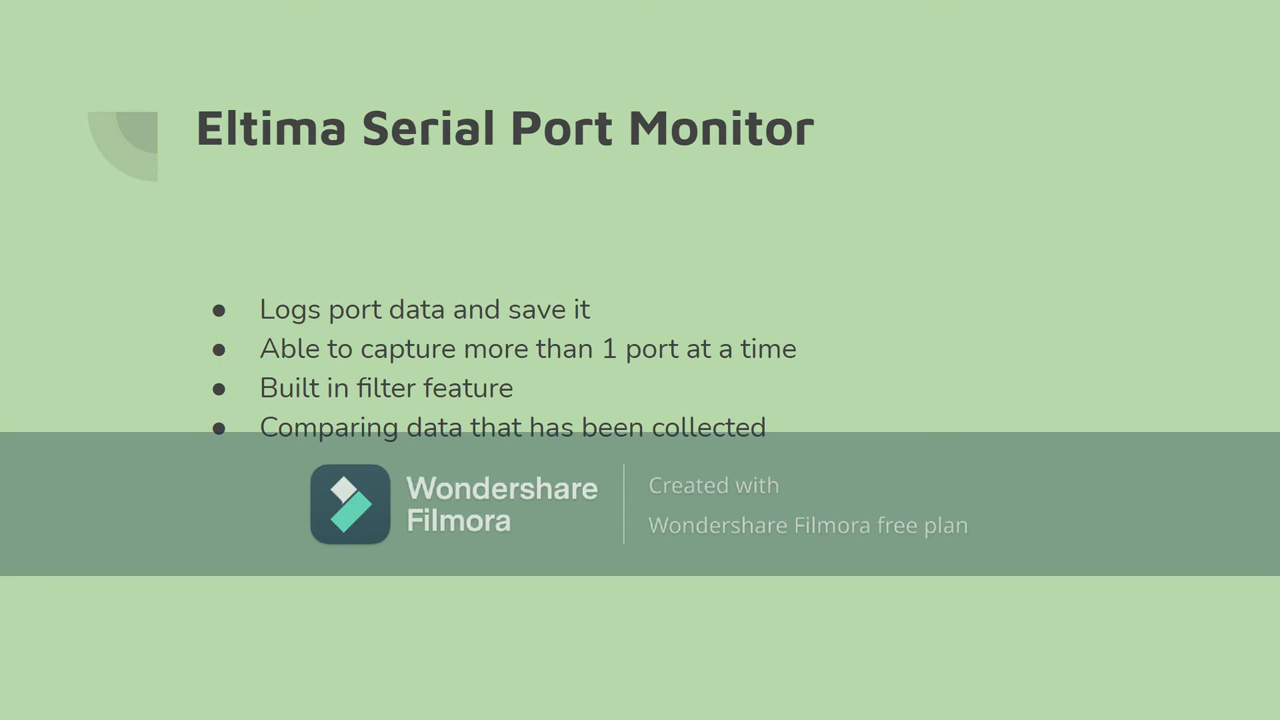 Eltima Serial Port Monitor
● Logs port data and save it
● Able to capture more than 1 port at a time
● Built in filter feature
● Comparing data that has been collected
Wondershare
Filmora
Created with
Wondershare Filmora free plan